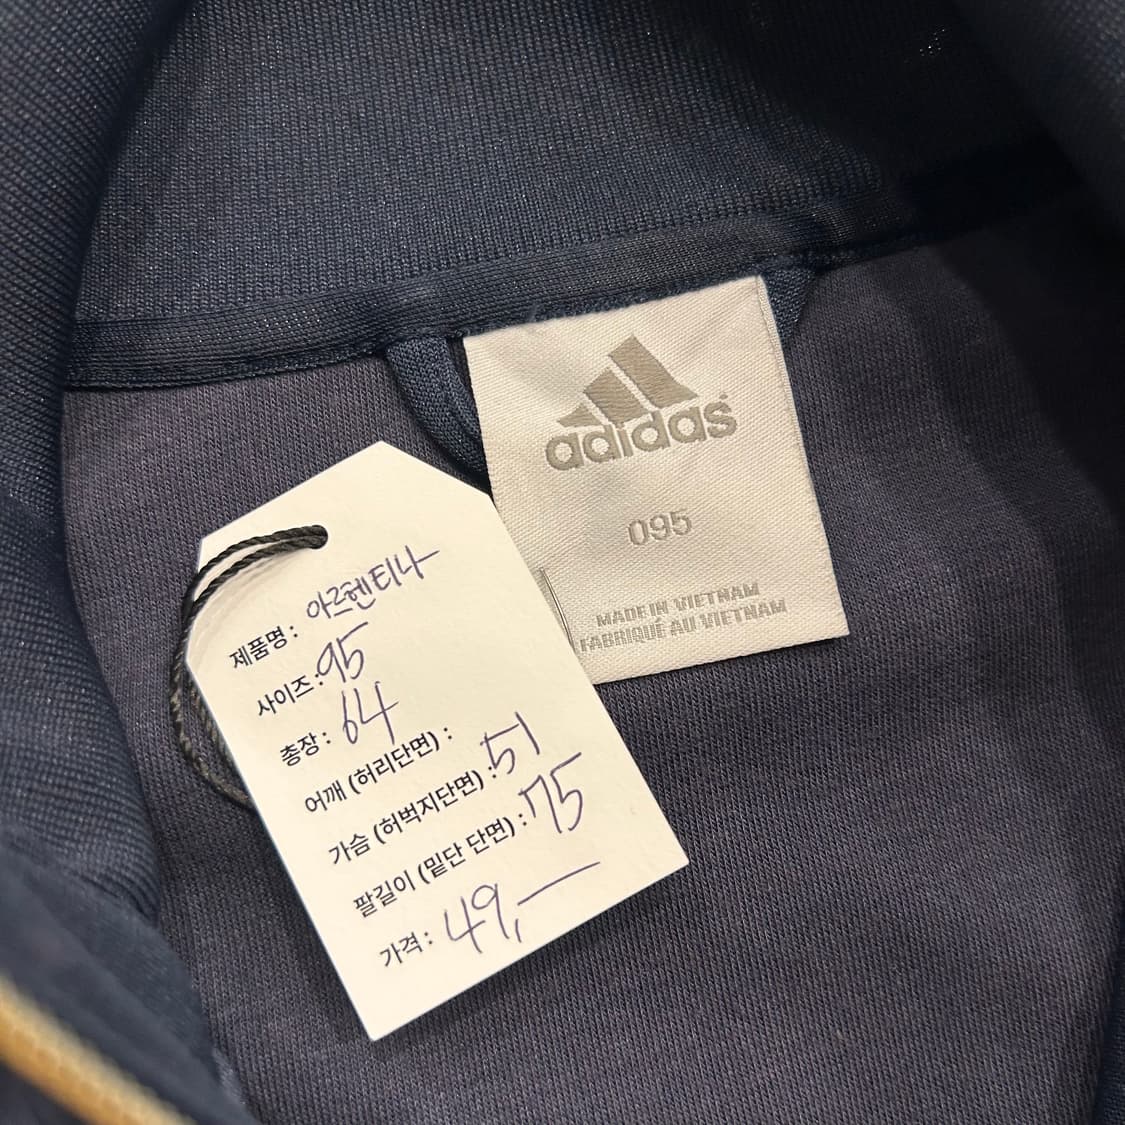 adidas
095
MADE IN VIETNAM
FABRIQUÉ AU VIETNAM
제품명 : 아르헨티나
사이즈 : 95
총장 : 64
어깨 (허리단면) :
가슴 (허벅지단면) : 51
팔길이 (밑단 단면) : 75
가격 : 49,—